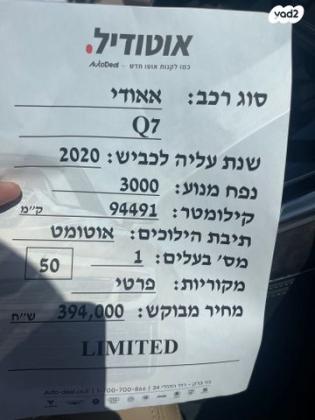 yad2
אוטודיל.
כמו לקנות אוטו חדש - AutoDeal
סוג רכב: אאודי
Q7
שנת עליה לכביש: 2020
נפח מנוע: 3000
קילומטר: 94491 ק״מ
תיבת הילוכים: אוטומט
מס׳ בעלים: 1
50
מקוריות: פרטי
מחיר מבוקש: 394,000 ש״ח
LIMITED